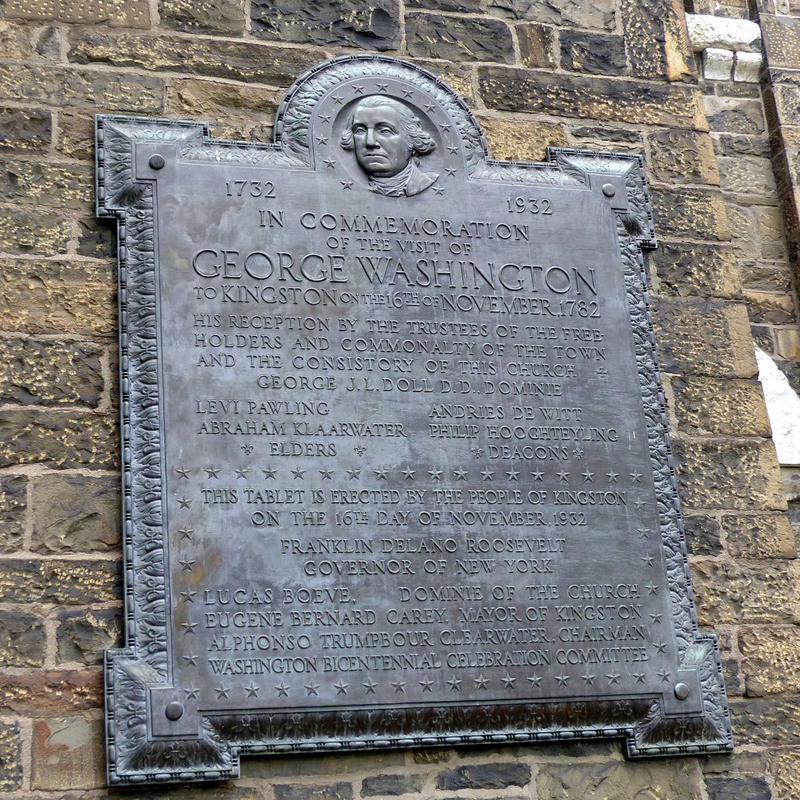 1732 1932
IN COMMEMORATION
OF THE VISIT OF
GEORGE WASHINGTON
TO KINGSTON ON THE 16TH OF NOVEMBER, 1782
HIS RECEPTION BY THE TRUSTEES OF THE FREE-
HOLDERS AND COMMONALTY OF THE TOWN
AND THE CONSISTORY OF THIS CHURCH
GEORGE J. L. DOLL D.D., DOMINIE
LEVI PAWLING ANDRIES DE WITT
ABRAHAM KLAARWATER PHILIP HOOGHTEYLING
ELDERS DEACONS
THIS TABLET IS ERECTED BY THE PEOPLE OF KINGSTON
ON THE 16TH DAY OF NOVEMBER, 1932
FRANKLIN DELANO ROOSEVELT
GOVERNOR OF NEW YORK
LUCAS BOEVE, DOMINIE OF THE CHURCH
EUGENE BERNARD CAREY, MAYOR OF KINGSTON
ALPHONSO TRUMPBOUR CLEARWATER, CHAIRMAN
WASHINGTON BICENTENNIAL CELEBRATION COMMITTEE